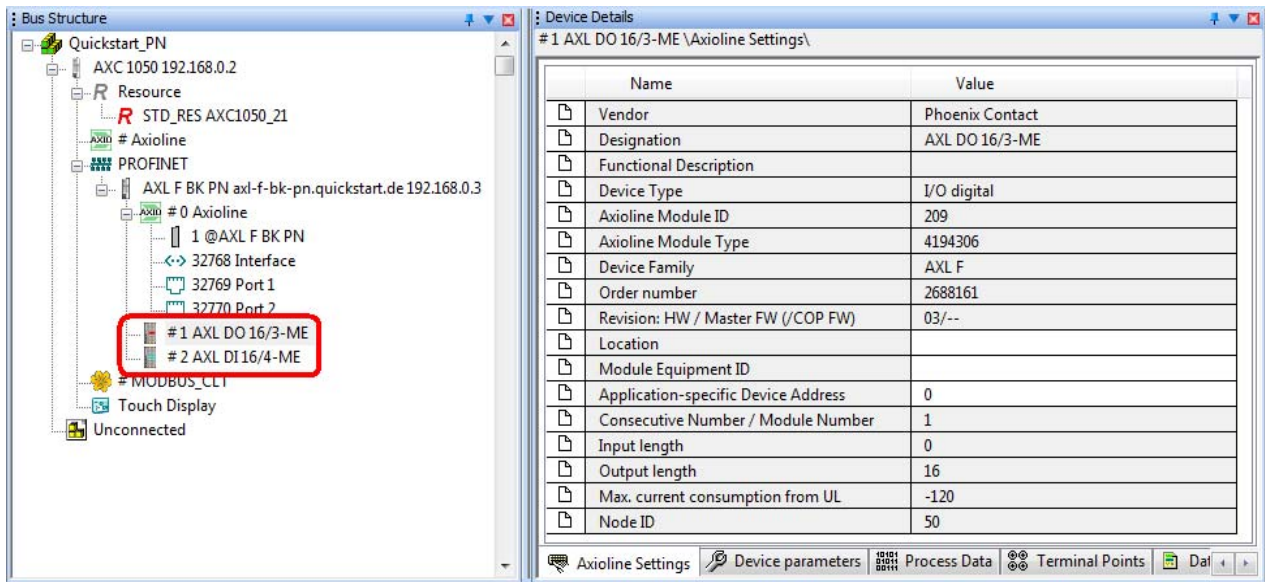 Bus Structure
Quickstart_PN
AXC 1050 192.168.0.2
R Resource
R STD_RES AXC1050_21
AXIO # Axioline
PROFINET
AXL F BK PN axl-f-bk-pn.quickstart.de 192.168.0.3
AXIO # 0 Axioline
1 @AXL F BK PN
32768 Interface
32769 Port 1
32770 Port 2
# 1 AXL DO 16/3-ME
# 2 AXL DI 16/4-ME
# MODBUS_CLT
Touch Display
Unconnected
Device Details
# 1 AXL DO 16/3-ME \Axioline Settings\
Name Value
Vendor Phoenix Contact
Designation AXL DO 16/3-ME
Functional Description
Device Type I/O digital
Axioline Module ID 209
Axioline Module Type 4194306
Device Family AXL F
Order number 2688161
Revision: HW / Master FW (/COP FW) 03/--
Location
Module Equipment ID
Application-specific Device Address 0
Consecutive Number / Module Number 1
Input length 0
Output length 16
Max. current consumption from UL -120
Node ID 50
Axioline Settings Device parameters Process Data Terminal Points Dat